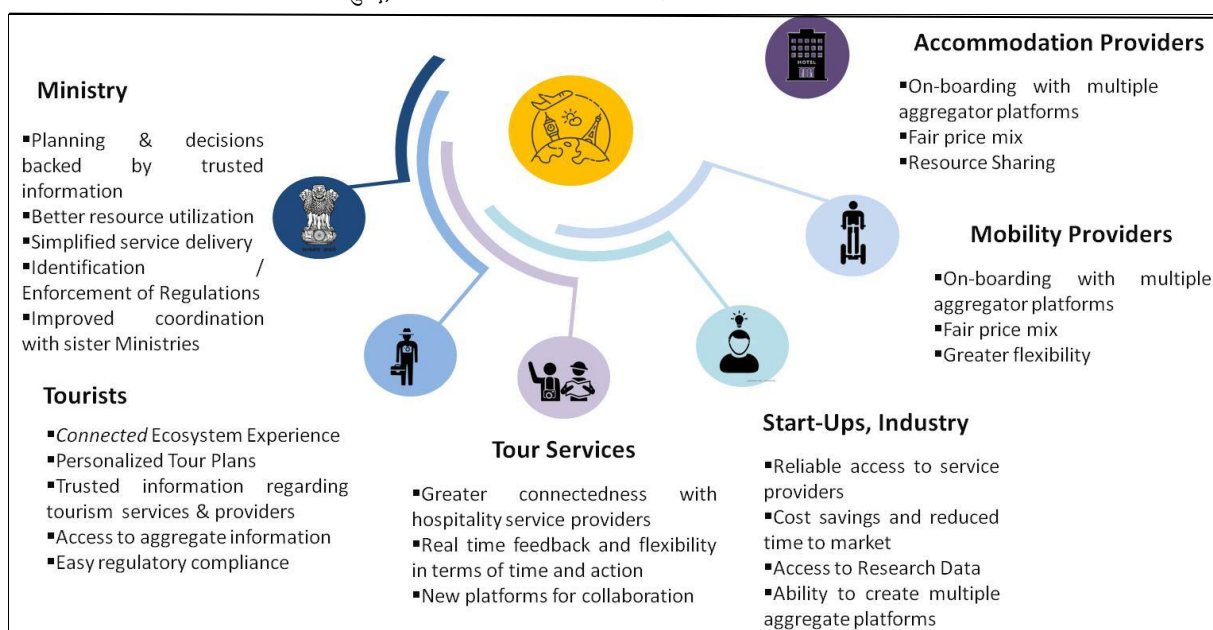 Ministry
▪Planning & decisions
backed by trusted
information
▪Better resource utilization
▪Simplified service delivery
▪Identification /
Enforcement of Regulations
▪Improved coordination
with sister Ministries
Tourists
▪Connected Ecosystem Experience
▪Personalized Tour Plans
▪Trusted information regarding
tourism services & providers
▪Access to aggregate information
▪Easy regulatory compliance
Tour Services
▪Greater connectedness with
hospitality service providers
▪Real time feedback and flexibility
in terms of time and action
▪New platforms for collaboration
Start-Ups, Industry
▪Reliable access to service
providers
▪Cost savings and reduced
time to market
▪Access to Research Data
▪Ability to create multiple
aggregate platforms
Mobility Providers
▪On-boarding with multiple
aggregator platforms
▪Fair price mix
▪Greater flexibility
HOTEL
Accommodation Providers
▪On-boarding with multiple
aggregator platforms
▪Fair price mix
▪Resource Sharing